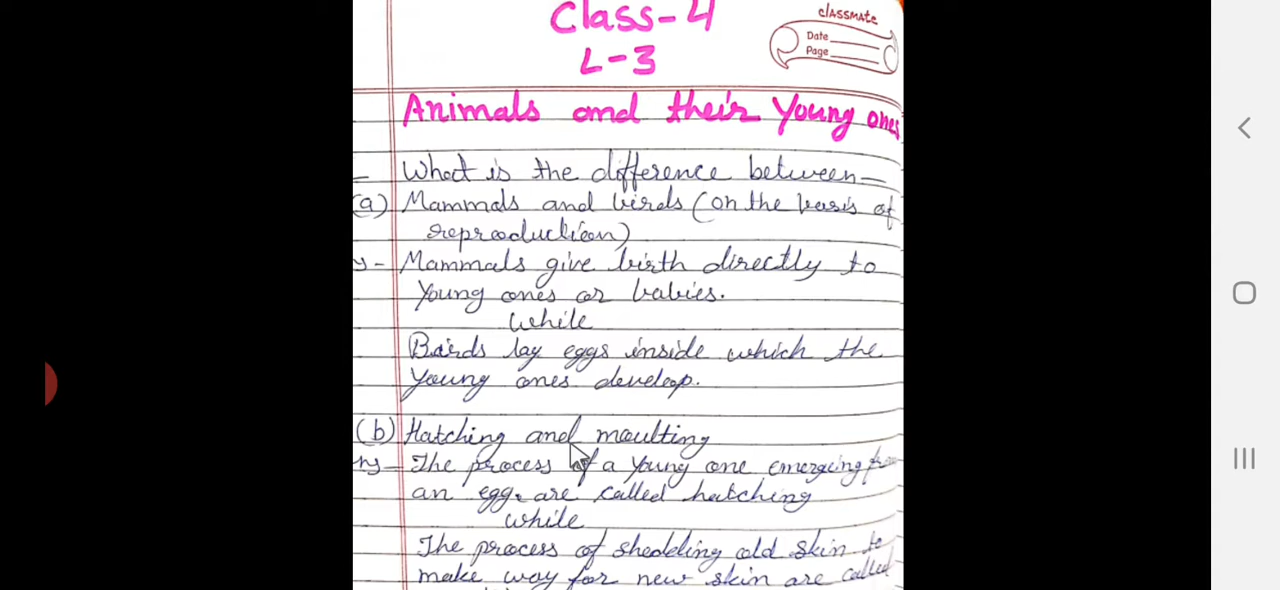 Class-4
classmate
Date
Page
L-3
Animals and their Young ones
- What is the difference between-
(a) Mammals and birds (on the basis of
reproduction)
- Mammals give birth directly to
young ones or babies.
while
Birds lay eggs inside which the
young ones develop.
(b) Hatching and moulting
- The process of a young one emerging from
an egg are called hatching
while
The process of shedding old skin to
make way for new skin are called